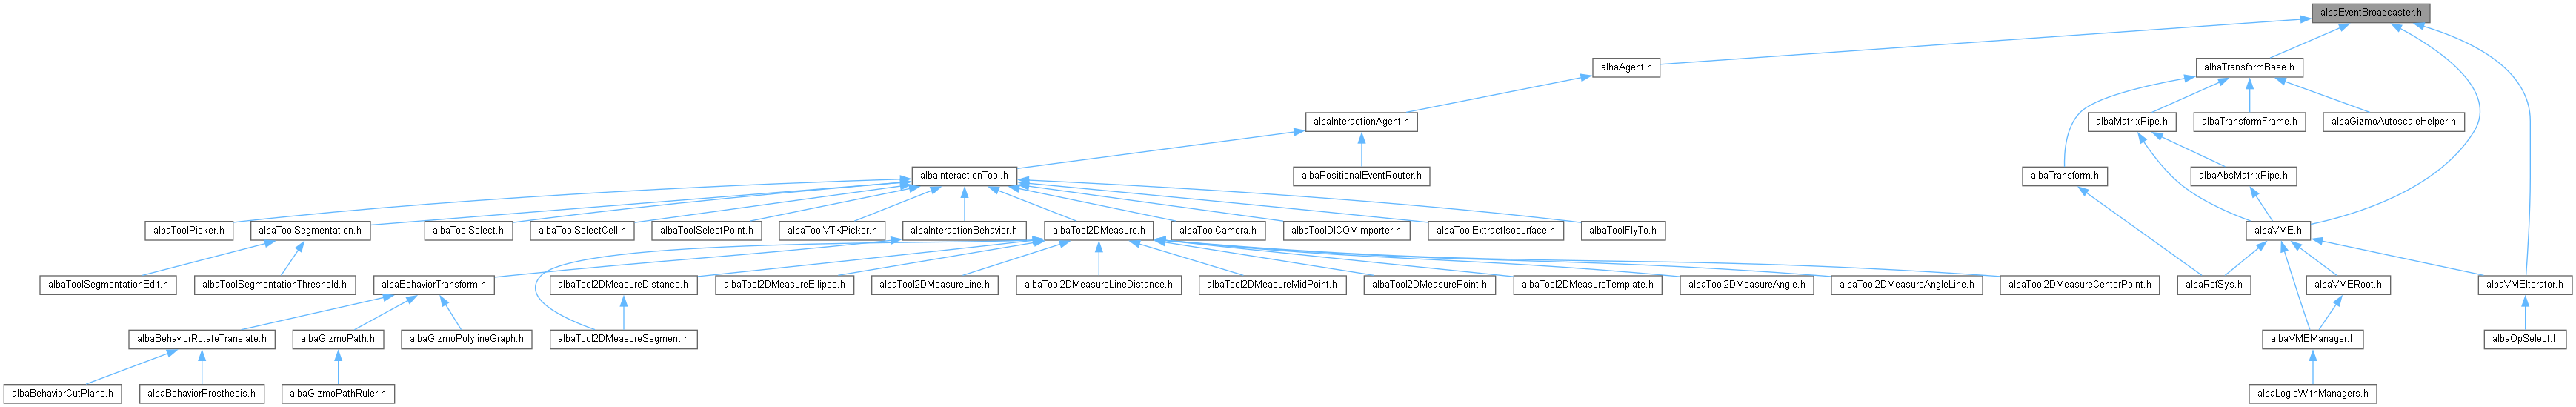 albaEventBroadcaster.h
albaAgent.h
albaTransformBase.h
albaInteractionAgent.h
albaMatrixPipe.h
albaTransformFrame.h
albaGizmoAutoscaleHelper.h
albaInteractionTool.h
albaPositionalEventRouter.h
albaTransform.h
albaAbsMatrixPipe.h
albaToolPicker.h
albaToolSegmentation.h
albaToolSelect.h
albaToolSelectCell.h
albaToolSelectPoint.h
albaToolVTKPicker.h
albaInteractionBehavior.h
albaTool2DMeasure.h
albaToolCamera.h
albaToolDICOMImporter.h
albaToolExtractIsosurface.h
albaToolFlyTo.h
albaVME.h
albaToolSegmentationEdit.h
albaToolSegmentationThreshold.h
albaBehaviorTransform.h
albaTool2DMeasureDistance.h
albaTool2DMeasureEllipse.h
albaTool2DMeasureLine.h
albaTool2DMeasureLineDistance.h
albaTool2DMeasureMidPoint.h
albaTool2DMeasurePoint.h
albaTool2DMeasureTemplate.h
albaTool2DMeasureAngle.h
albaTool2DMeasureAngleLine.h
albaTool2DMeasureCenterPoint.h
albaRefSys.h
albaVMERoot.h
albaVMEIterator.h
albaBehaviorRotateTranslate.h
albaGizmoPath.h
albaGizmoPolylineGraph.h
albaTool2DMeasureSegment.h
albaVMEManager.h
albaOpSelect.h
albaBehaviorCutPlane.h
albaBehaviorProsthesis.h
albaGizmoPathRuler.h
albaLogicWithManagers.h